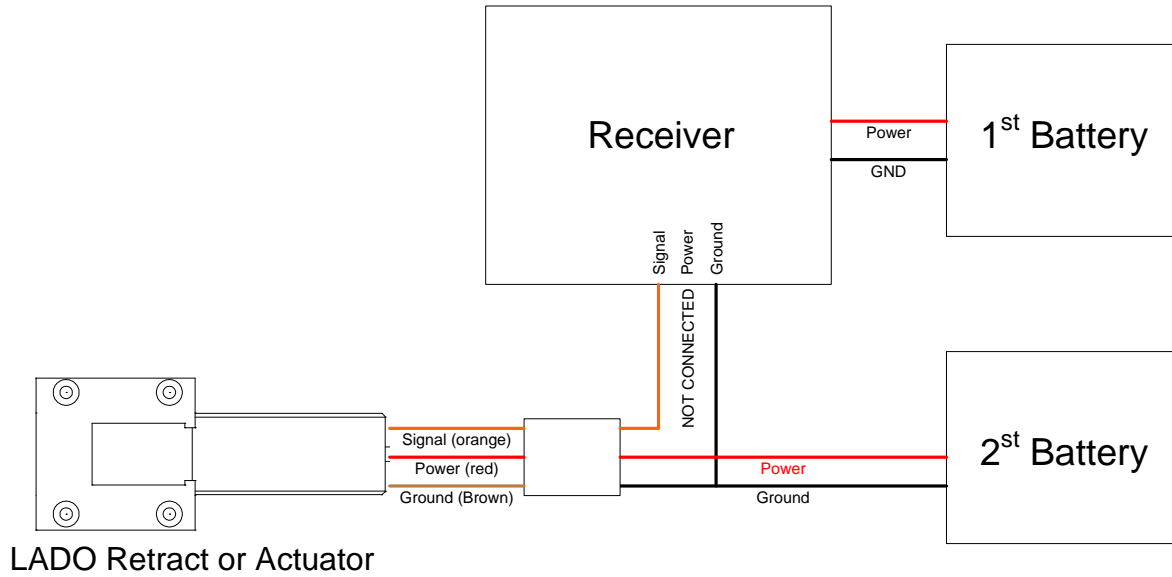 Receiver
1st Battery
Power
GND
Signal
Power
Ground
NOT CONNECTED
2st Battery
Signal (orange)
Power (red)
Ground (Brown)
Power
Ground
LADO Retract or Actuator